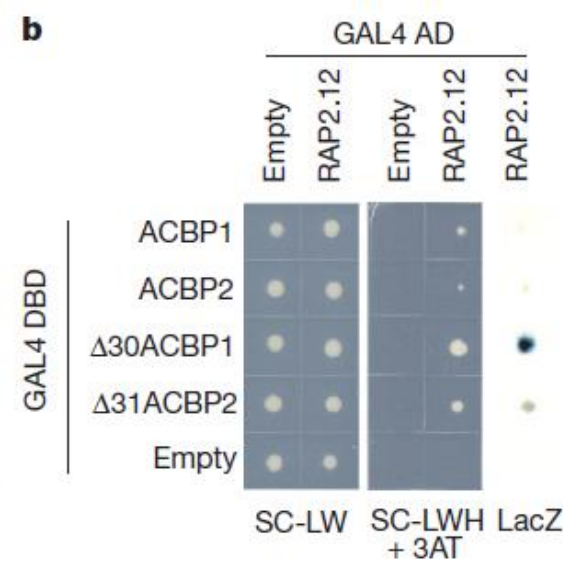 b
GAL4 AD
Empty
RAP2.12
Empty
RAP2.12
RAP2.12
GAL4 DBD
ACBP1
ACBP2
Δ30ACBP1
Δ31ACBP2
Empty
SC-LW
SC-LWH
+ 3AT
LacZ